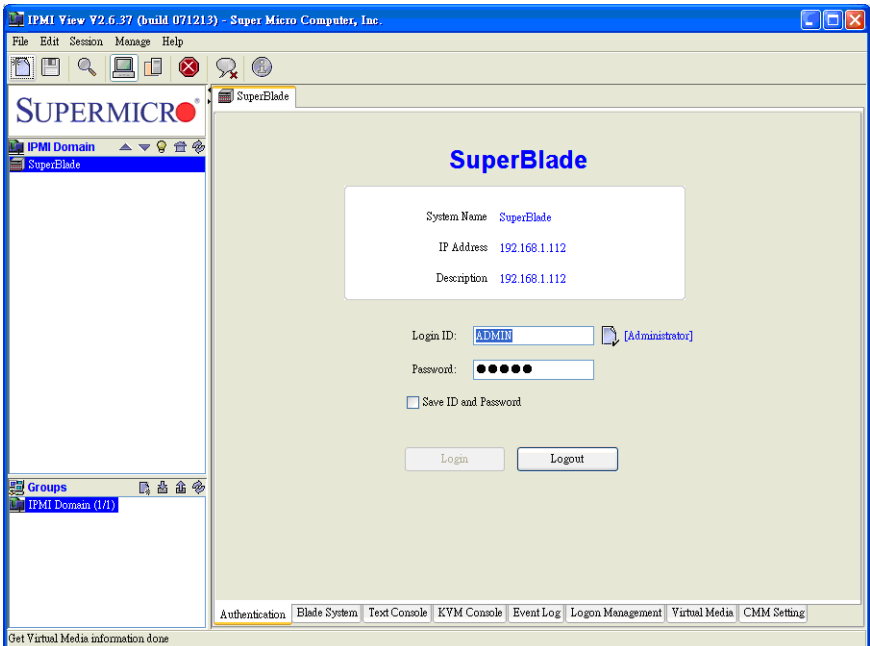 IPMI View V2.6.37 (build 071213) - Super Micro Computer, Inc.
File Edit Session Manage Help
SUPERMICRO
SuperBlade
IPMI Domain
SuperBlade
SuperBlade
System Name SuperBlade
IP Address 192.168.1.112
Description 192.168.1.112
Login ID: ADMIN [Administrator]
Password: ●●●●●
Save ID and Password
Login Logout
Groups
IPMI Domain (1/1)
Authentication Blade System Text Console KVM Console Event Log Logon Management Virtual Media CMM Setting
Get Virtual Media information done